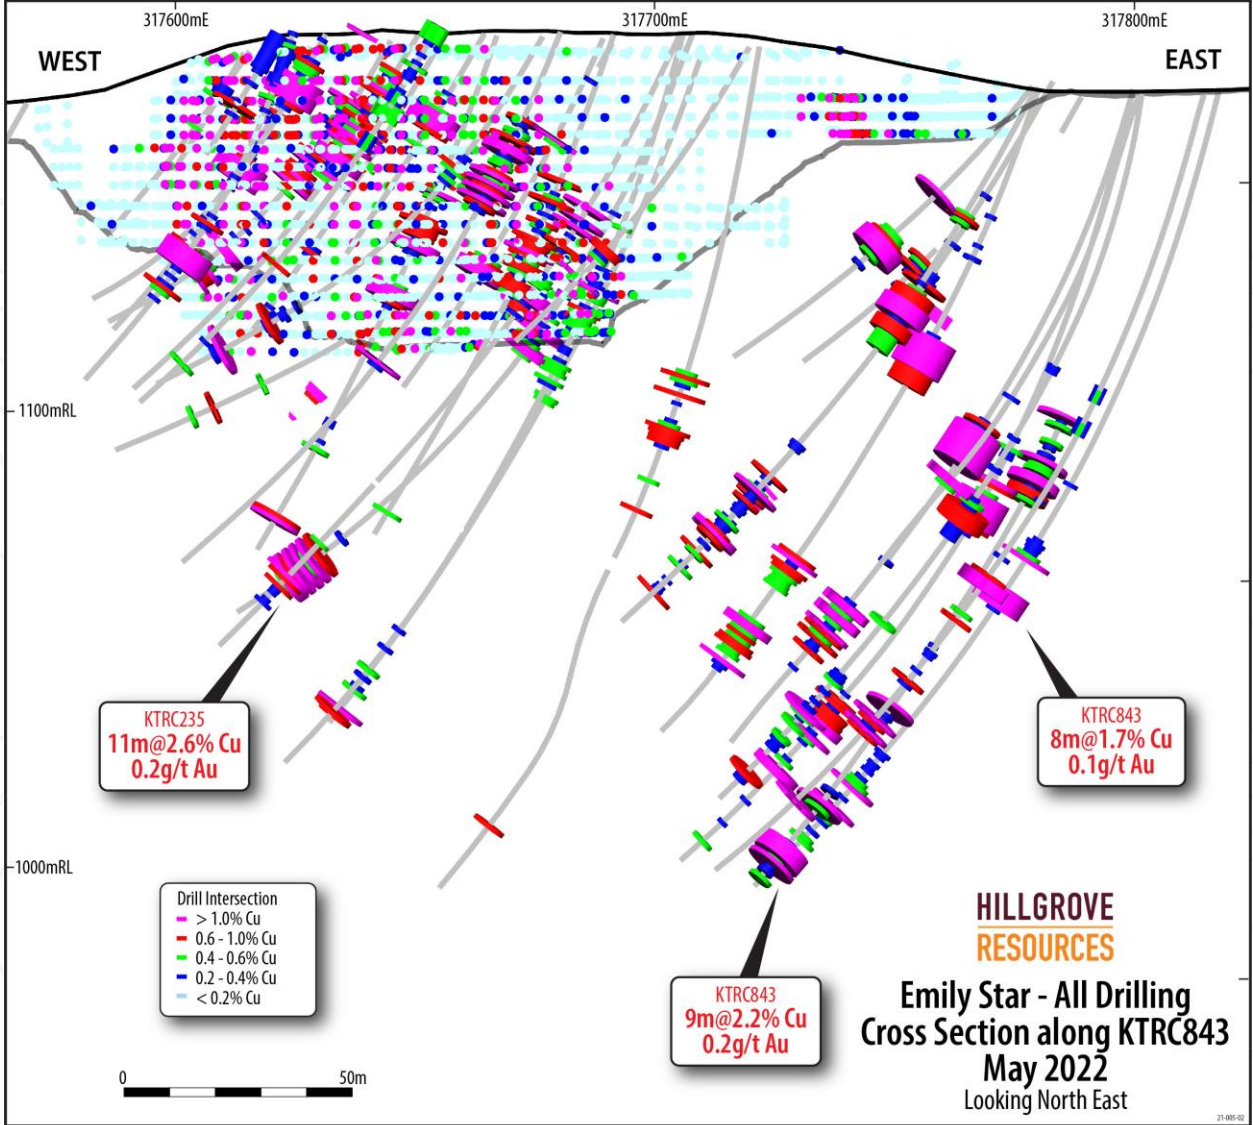 317600mE
317700mE
317800mE
WEST
EAST
1100mRL
KTRC235
11m@2.6% Cu
0.2g/t Au
KTRC843
8m@1.7% Cu
0.1g/t Au
1000mRL
Drill Intersection
> 1.0% Cu
0.6 - 1.0% Cu
0.4 - 0.6% Cu
0.2 - 0.4% Cu
< 0.2% Cu
HILLGROVE
RESOURCES
KTRC843
9m@2.2% Cu
0.2g/t Au
Emily Star - All Drilling
Cross Section along KTRC843
May 2022
Looking North East
0
50m
21-005-02